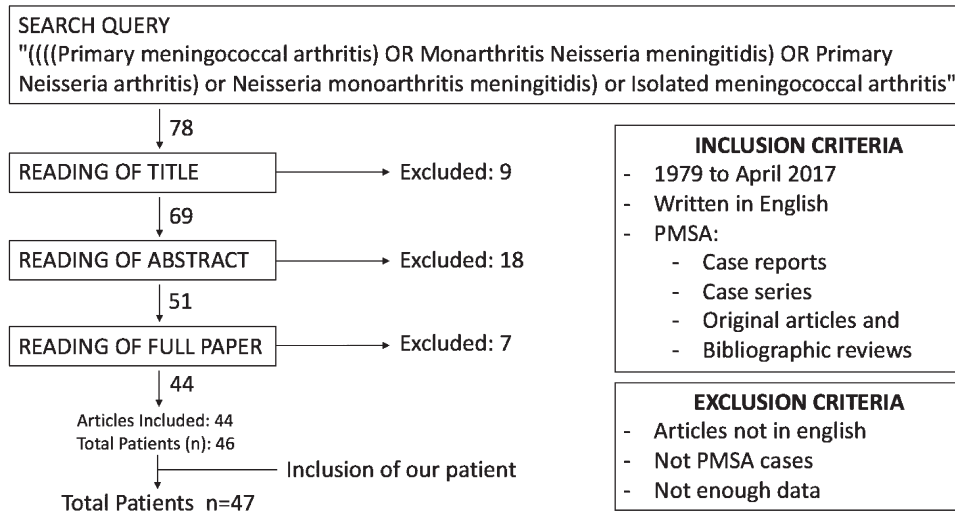 SEARCH QUERY
"((((Primary meningococcal arthritis) OR Monarthritis Neisseria meningitidis) OR Primary
Neisseria arthritis) or Neisseria monoarthritis meningitidis) or Isolated meningococcal arthritis"
78
READING OF TITLE
Excluded: 9
69
READING OF ABSTRACT
Excluded: 18
51
READING OF FULL PAPER
Excluded: 7
44
Articles Included: 44
Total Patients (n): 46
Inclusion of our patient
Total Patients n=47
INCLUSION CRITERIA
- 1979 to April 2017
- Written in English
- PMSA:
- Case reports
- Case series
- Original articles and
- Bibliographic reviews
EXCLUSION CRITERIA
- Articles not in english
- Not PMSA cases
- Not enough data